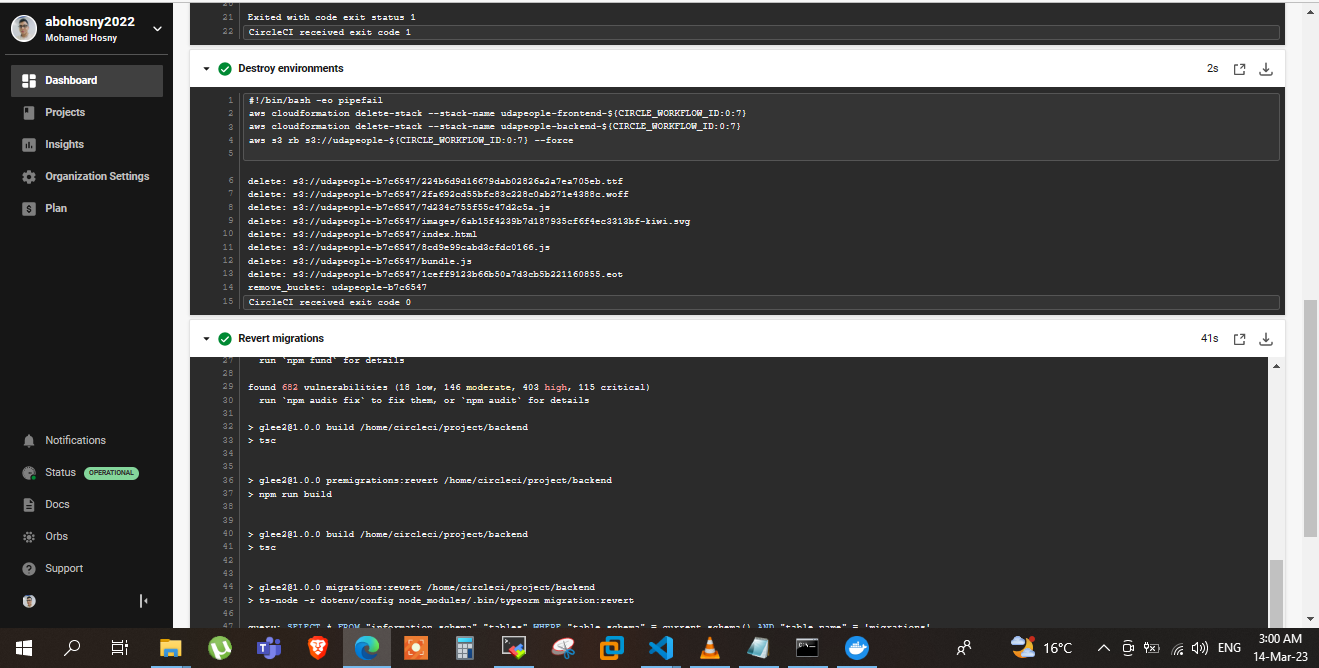 abohosny2022
Mohamed Hosny
Dashboard
Projects
Insights
Organization Settings
$ Plan
Notifications
Status OPERATIONAL
Docs
Orbs
? Support
20
21 Exited with code exit status 1
22 CircleCI received exit code 1
Destroy environments 2s
1 #!/bin/bash -eo pipefail
2 aws cloudformation delete-stack --stack-name udapeople-frontend-${CIRCLE_WORKFLOW_ID:0:7}
3 aws cloudformation delete-stack --stack-name udapeople-backend-${CIRCLE_WORKFLOW_ID:0:7}
4 aws s3 rb s3://udapeople-${CIRCLE_WORKFLOW_ID:0:7} --force
5
6 delete: s3://udapeople-b7c6547/224b6d9d16679dab02826a2a7ea705eb.ttf
7 delete: s3://udapeople-b7c6547/2fa692cd55bfc83c228c0ab271e4388c.woff
8 delete: s3://udapeople-b7c6547/7d234c755f55c47d2c5a.js
9 delete: s3://udapeople-b7c6547/images/6ab15f4239b7d187935cf6f4ec3313bf-kiwi.svg
10 delete: s3://udapeople-b7c6547/index.html
11 delete: s3://udapeople-b7c6547/8cd9e99cabd3cfdc0166.js
12 delete: s3://udapeople-b7c6547/bundle.js
13 delete: s3://udapeople-b7c6547/1ceff9123b66b50a7d3cb5b221160855.eot
14 remove_bucket: udapeople-b7c6547
15 CircleCI received exit code 0
Revert migrations 41s
27 run `npm fund` for details
28
29 found 682 vulnerabilities (18 low, 146 moderate, 403 high, 115 critical)
30 run `npm audit fix` to fix them, or `npm audit` for details
31
32 > glee2@1.0.0 build /home/circleci/project/backend
33 > tsc
34
35
36 > glee2@1.0.0 premigrations:revert /home/circleci/project/backend
37 > npm run build
38
39
40 > glee2@1.0.0 build /home/circleci/project/backend
41 > tsc
42
43
44 > glee2@1.0.0 migrations:revert /home/circleci/project/backend
45 > ts-node -r dotenv/config node_modules/.bin/typeorm migration:revert
46
47 query: SELECT * FROM "information_schema"."tables" WHERE "table_schema" = current_schema() AND "table_name" = 'migrations'
16°C
ENG
3:00 AM
14-Mar-23